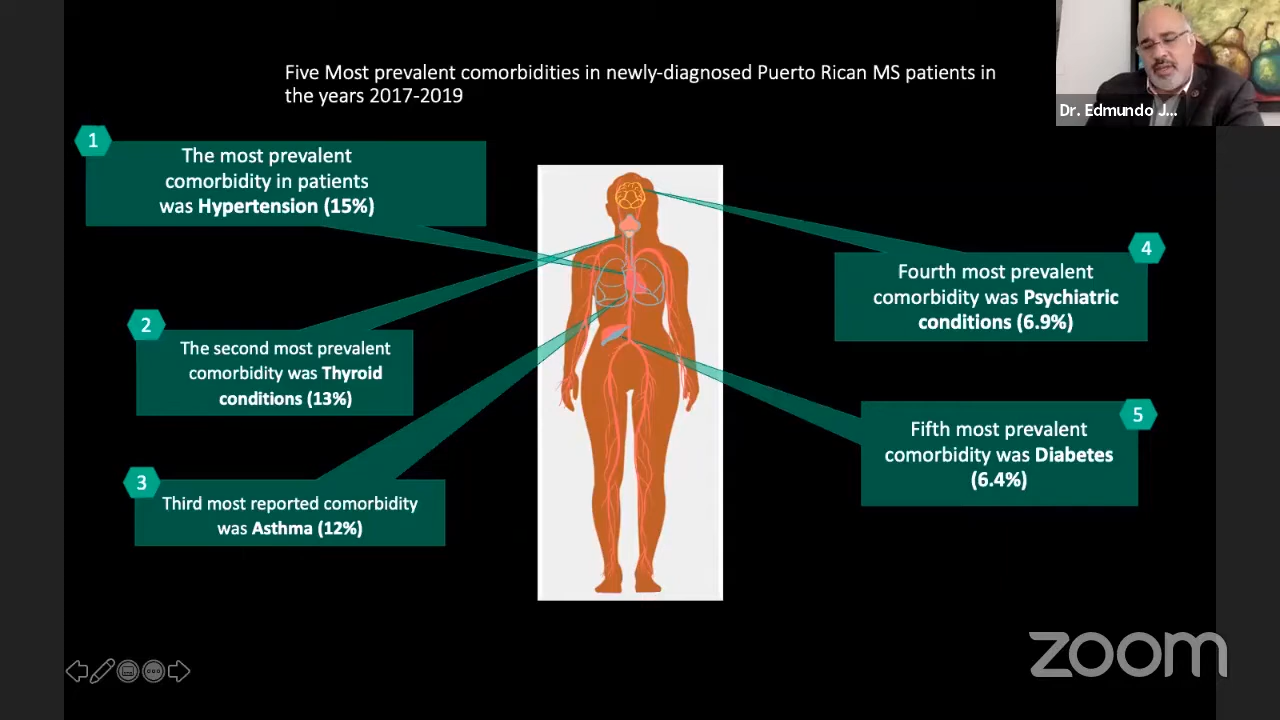 Five Most prevalent comorbidities in newly-diagnosed Puerto Rican MS patients in
the years 2017-2019
Dr. Edmundo J...
1
The most prevalent
comorbidity in patients
was Hypertension (15%)
2
The second most prevalent
comorbidity was Thyroid
conditions (13%)
3
Third most reported comorbidity
was Asthma (12%)
4
Fourth most prevalent
comorbidity was Psychiatric
conditions (6.9%)
5
Fifth most prevalent
comorbidity was Diabetes
(6.4%)
zoom